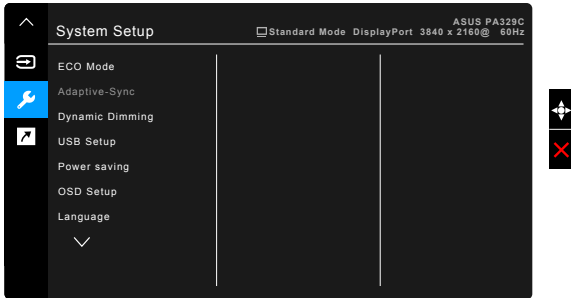 ASUS PA329C
System Setup
Standard Mode DisplayPort 3840 x 2160@ 60Hz
ECO Mode
Adaptive-Sync
Dynamic Dimming
USB Setup
Power saving
OSD Setup
Language